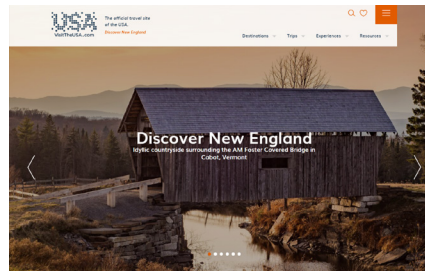 USA
VisitTheUSA.com
The official travel site
of the USA.
Discover New England
Destinations
Trips
Experiences
Resources
Discover New England
Idyllic countryside surrounding the AM Foster Covered Bridge in
Cabot, Vermont